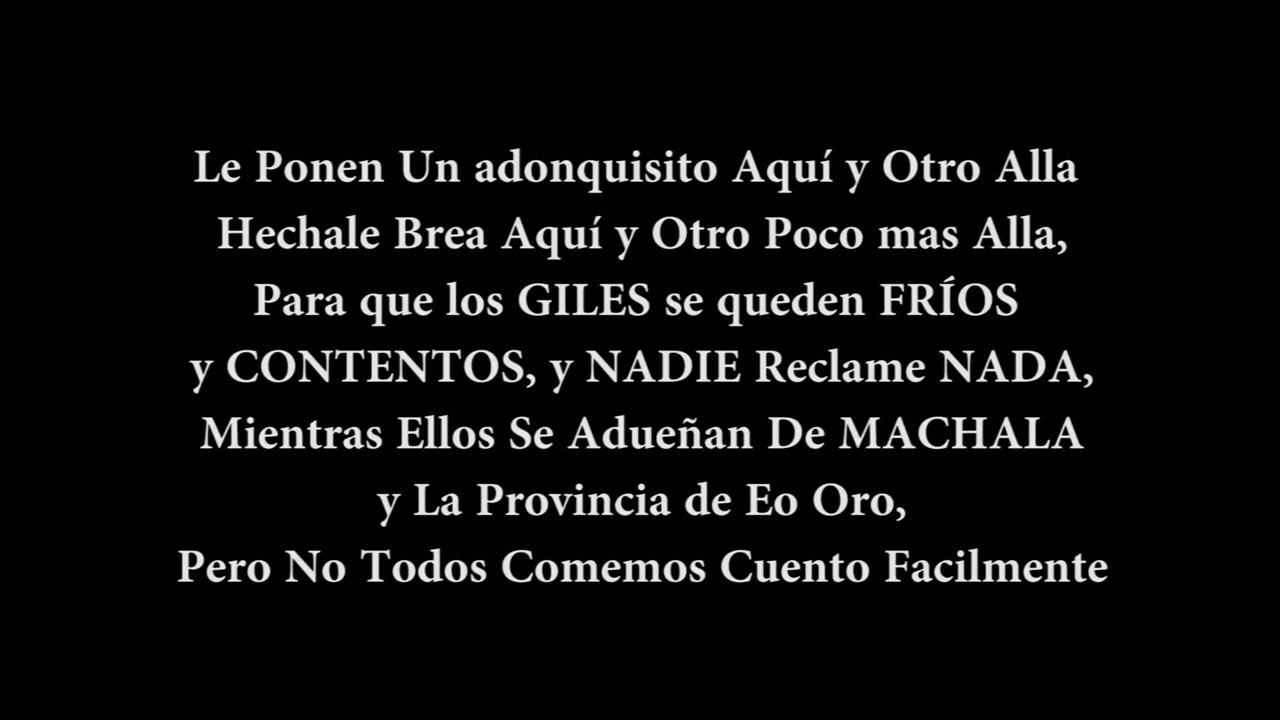 Le Ponen Un adonquisito Aquí y Otro Alla
Hechale Brea Aquí y Otro Poco mas Alla,
Para que los GILES se queden FRÍOS
y CONTENTOS, y NADIE Reclame NADA,
Mientras Ellos Se Adueñan De MACHALA
y La Provincia de Eo Oro,
Pero No Todos Comemos Cuento Facilmente